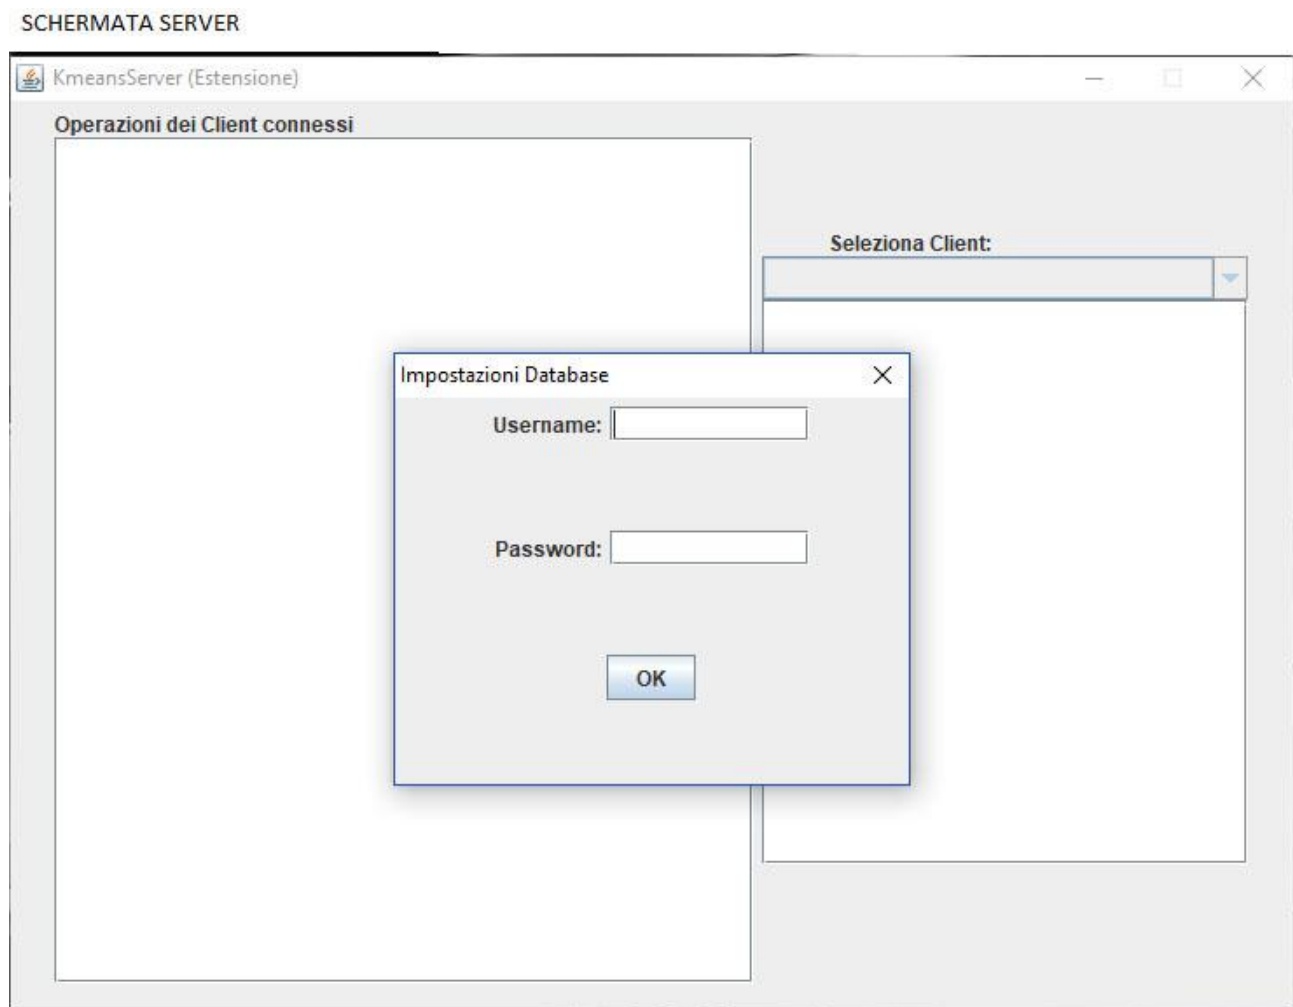 SCHERMATA SERVER
KmeansServer (Estensione)
Operazioni dei Client connessi
Seleziona Client:
Impostazioni Database
Username:
Password:
OK